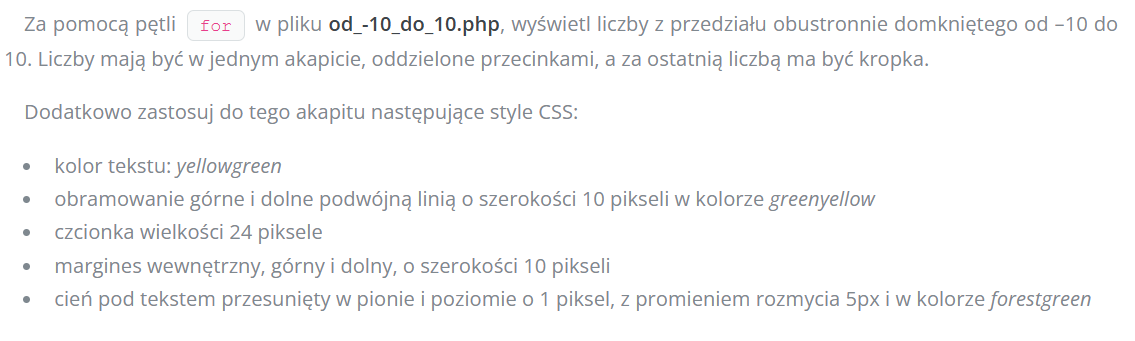 Za pomocą pętli for w pliku od_-10_do_10.php, wyświetl liczby z przedziału obustronnie domkniętego od –10 do
10. Liczby mają być w jednym akapicie, oddzielone przecinkami, a za ostatnią liczbą ma być kropka.
Dodatkowo zastosuj do tego akapitu następujące style CSS:
• kolor tekstu: yellowgreen
• obramowanie górne i dolne podwójną linią o szerokości 10 pikseli w kolorze greenyellow
• czcionka wielkości 24 piksele
• margines wewnętrzny, górny i dolny, o szerokości 10 pikseli
• cień pod tekstem przesunięty w pionie i poziomie o 1 piksel, z promieniem rozmycia 5px i w kolorze forestgreen